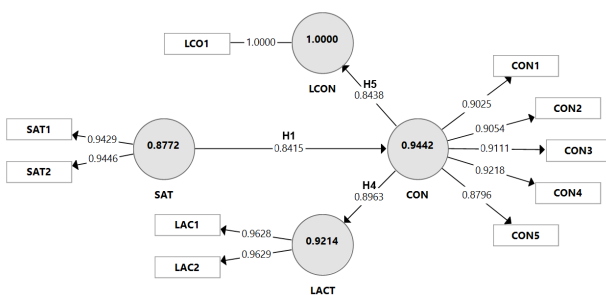 LCO1
1.0000
1.0000
LCON
CON1
CON2
CON3
CON4
CON5
0.9025
0.9054
0.9111
0.9218
0.8796
H5
0.8438
SAT1
SAT2
0.9429
0.9446
0.8772
SAT
H1
0.8415
0.9442
CON
H4
0.8963
LAC1
LAC2
0.9628
0.9629
0.9214
LACT